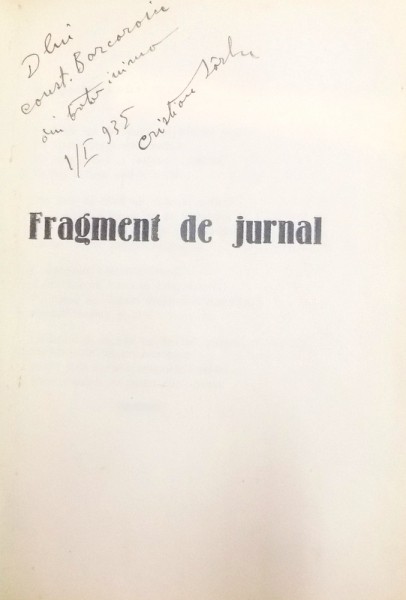 Dlui
const. Barcaroiu
din toată inima
1/I 935
Cristian Sârbu
Fragment de jurnal